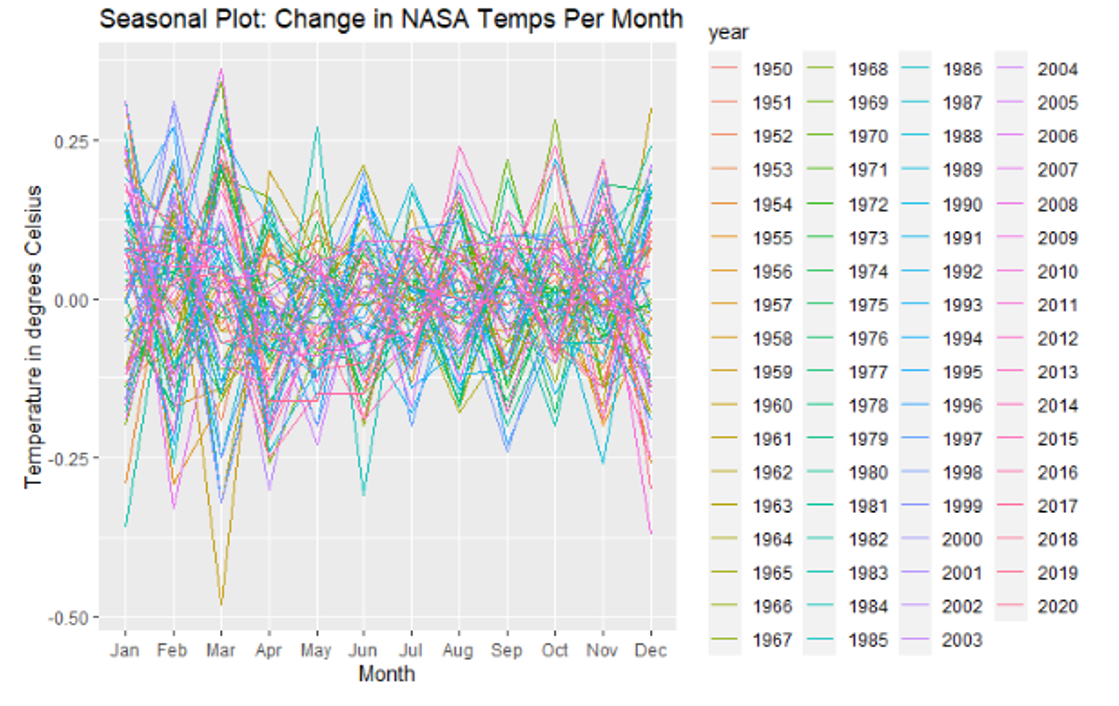 Seasonal Plot: Change in NASA Temps Per Month
Temperature in degrees Celsius
0.25
0.00
-0.25
-0.50
Jan Feb Mar Apr May Jun Jul Aug Sep Oct Nov Dec
Month
year
1950 1968 1986 2004
1951 1969 1987 2005
1952 1970 1988 2006
1953 1971 1989 2007
1954 1972 1990 2008
1955 1973 1991 2009
1956 1974 1992 2010
1957 1975 1993 2011
1958 1976 1994 2012
1959 1977 1995 2013
1960 1978 1996 2014
1961 1979 1997 2015
1962 1980 1998 2016
1963 1981 1999 2017
1964 1982 2000 2018
1965 1983 2001 2019
1966 1984 2002 2020
1967 1985 2003